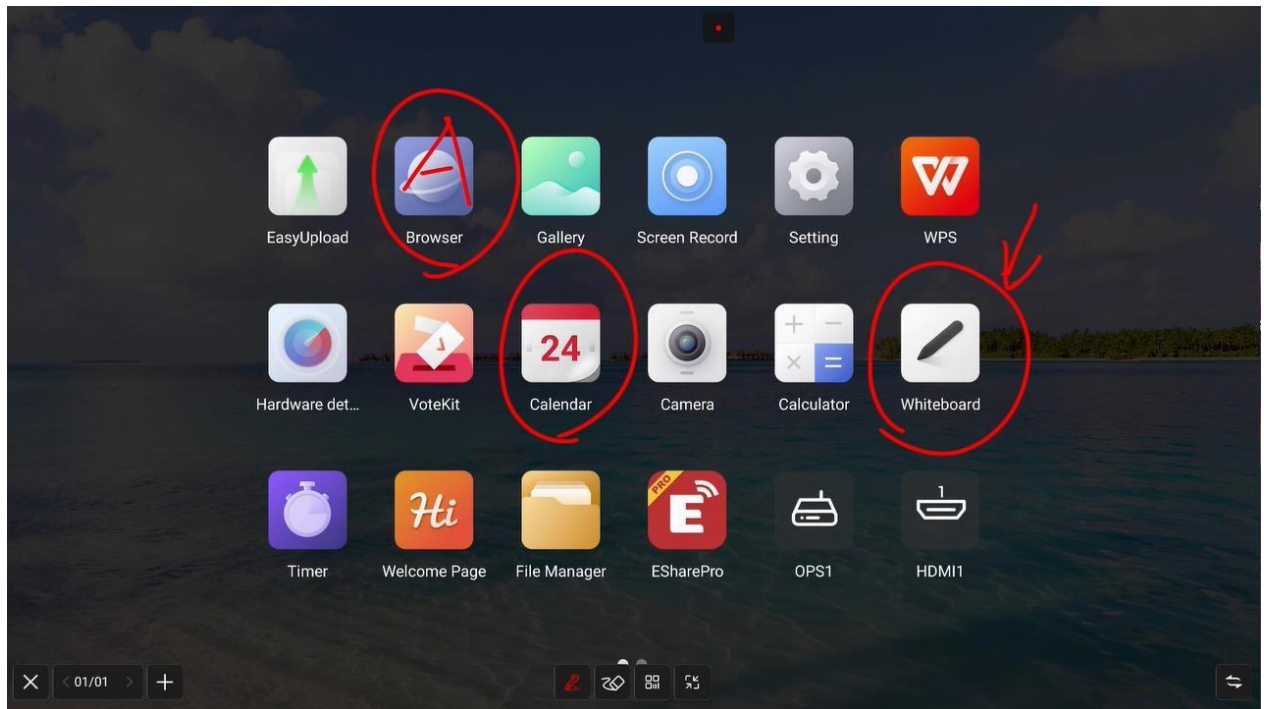 A
EasyUpload Browser Gallery Screen Record Setting WPS
24
+ − × =
Hardware det... VoteKit Calendar Camera Calculator Whiteboard
Hi PRO E 1
Timer Welcome Page File Manager ESharePro OPS1 HDMI1
01/01